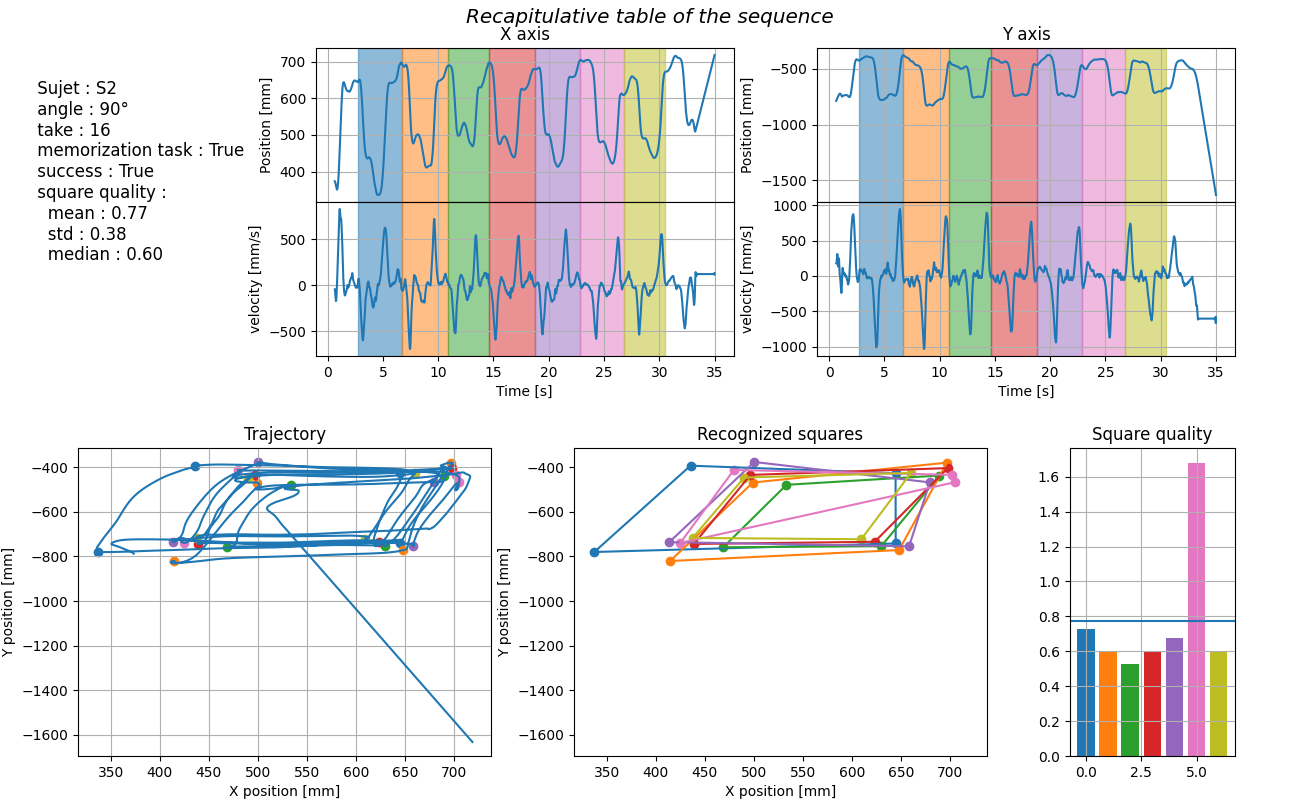 Recapitulative table of the sequence
X axis
Y axis
Sujet : S2
angle : 90°
take : 16
memorization task : True
success : True
square quality :
mean : 0.77
std : 0.38
median : 0.60
Position [mm]
700
600
500
400
velocity [mm/s]
500
0
−500
0 5 10 15 20 25 30 35
Time [s]
Position [mm]
−500
−1000
−1500
velocity [mm/s]
1000
500
0
−500
−1000
0 5 10 15 20 25 30 35
Time [s]
Trajectory
Y position [mm]
−400
−600
−800
−1000
−1200
−1400
−1600
350 400 450 500 550 600 650 700
X position [mm]
Recognized squares
Y position [mm]
−400
−600
−800
−1000
−1200
−1400
−1600
350 400 450 500 550 600 650 700
X position [mm]
Square quality
1.6
1.4
1.2
1.0
0.8
0.6
0.4
0.2
0.0
0.0 2.5 5.0